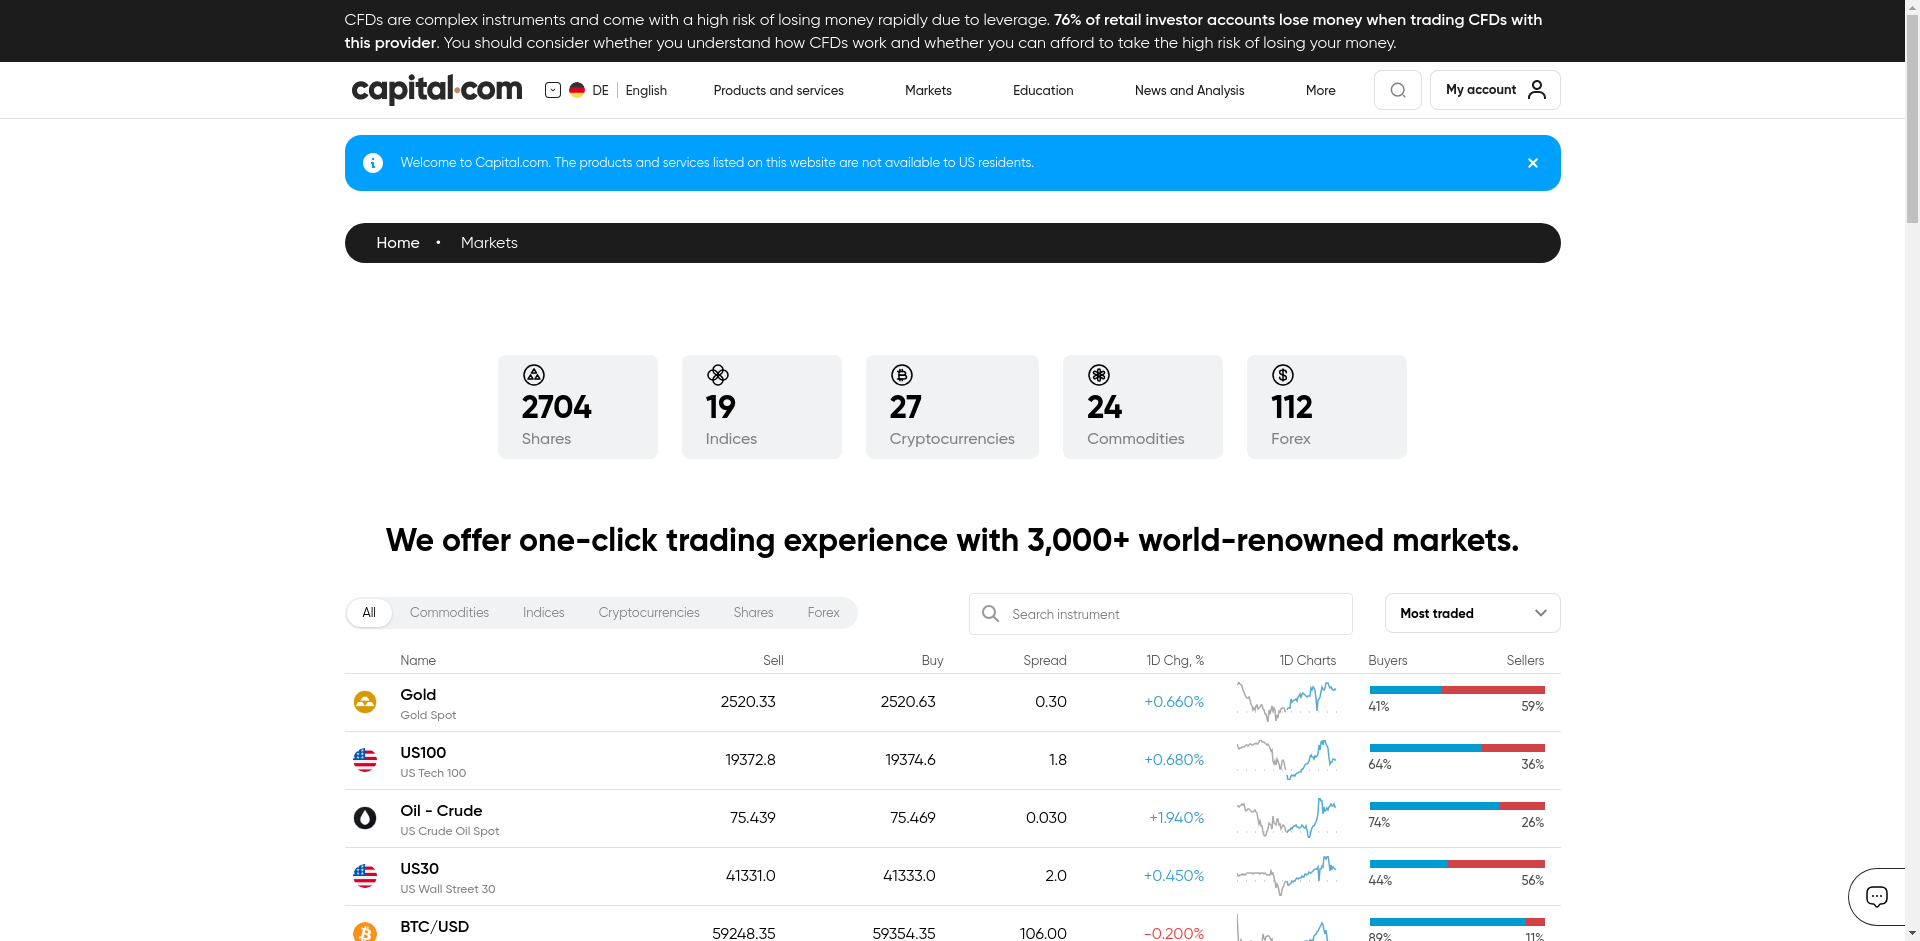 CFDs are complex instruments and come with a high risk of losing money rapidly due to leverage. 76% of retail investor accounts lose money when trading CFDs with
this provider. You should consider whether you understand how CFDs work and whether you can afford to take the high risk of losing your money.
capital.com DE English Products and services Markets Education News and Analysis More My account
Welcome to Capital.com. The products and services listed on this website are not available to US residents.
Home • Markets
2704 19 27 24 112
Shares Indices Cryptocurrencies Commodities Forex
We offer one-click trading experience with 3,000+ world-renowned markets.
All Commodities Indices Cryptocurrencies Shares Forex Search instrument Most traded
Name Sell Buy Spread 1D Chg, % 1D Charts Buyers Sellers
Gold
Gold Spot
2520.33 2520.63 0.30 +0.660% 41% 59%
US100
US Tech 100
19372.8 19374.6 1.8 +0.680% 64% 36%
Oil - Crude
US Crude Oil Spot
75.439 75.469 0.030 +1.940% 74% 26%
US30
US Wall Street 30
41331.0 41333.0 2.0 +0.450% 44% 56%
BTC/USD
59248.35 59354.35 106.00 -0.200% 89% 11%